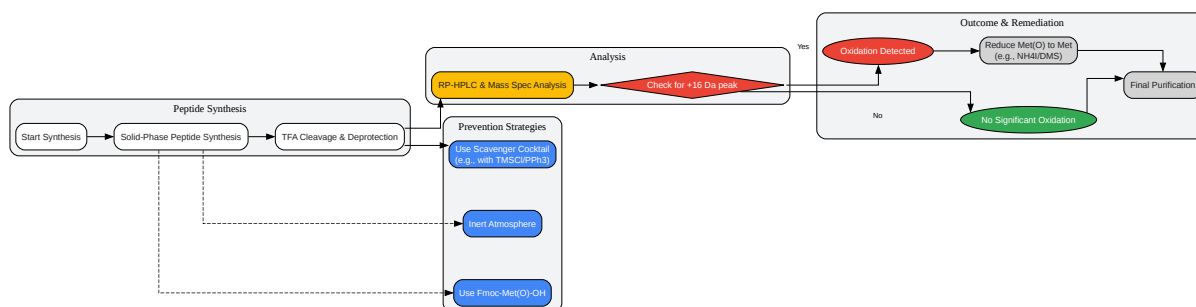 Peptide Synthesis
Start Synthesis
Solid-Phase Peptide Synthesis
TFA Cleavage & Deprotection
Analysis
RP-HPLC & Mass Spec Analysis
Check for +16 Da peak
Prevention Strategies
Use Scavenger Cocktail
(e.g., with TMSCl/PPh3)
Inert Atmosphere
Use Fmoc-Met(O)-OH
Yes
No
Outcome & Remediation
Oxidation Detected
Reduce Met(O) to Met
(e.g., NH4I/DMS)
No Significant Oxidation
Final Purification